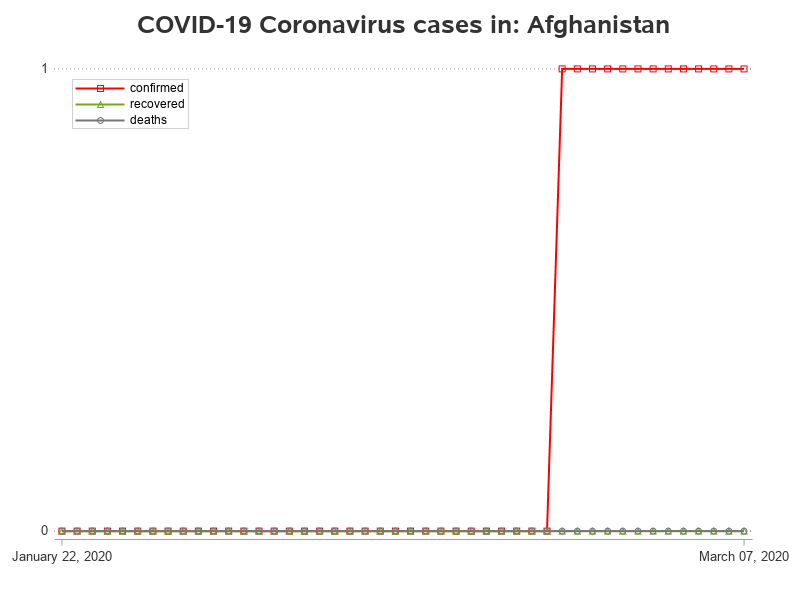 COVID-19 Coronavirus cases in: Afghanistan
1
confirmed
recovered
deaths
0
January 22, 2020
March 07, 2020